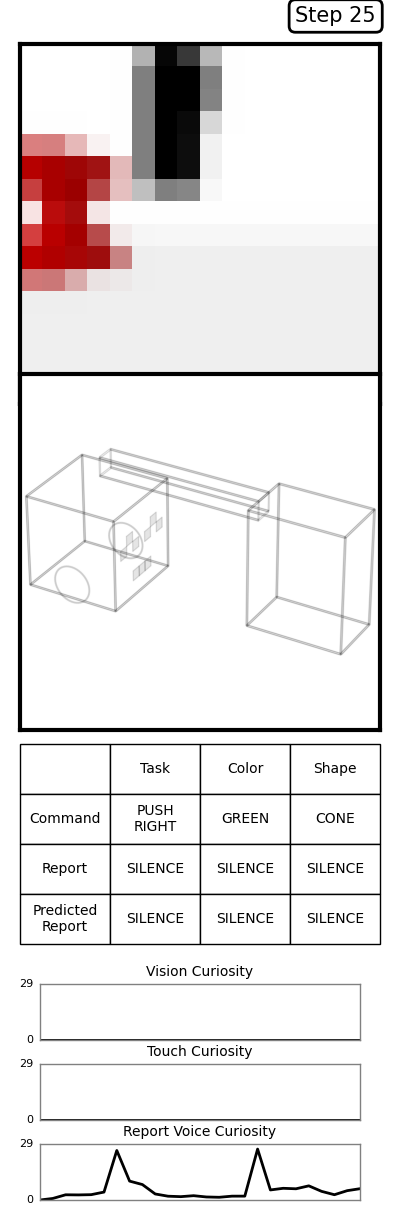 Step 25
Task Color Shape
Command PUSH RIGHT GREEN CONE
Report SILENCE SILENCE SILENCE
Predicted Report SILENCE SILENCE SILENCE
Vision Curiosity
29
0
Touch Curiosity
29
0
Report Voice Curiosity
29
0